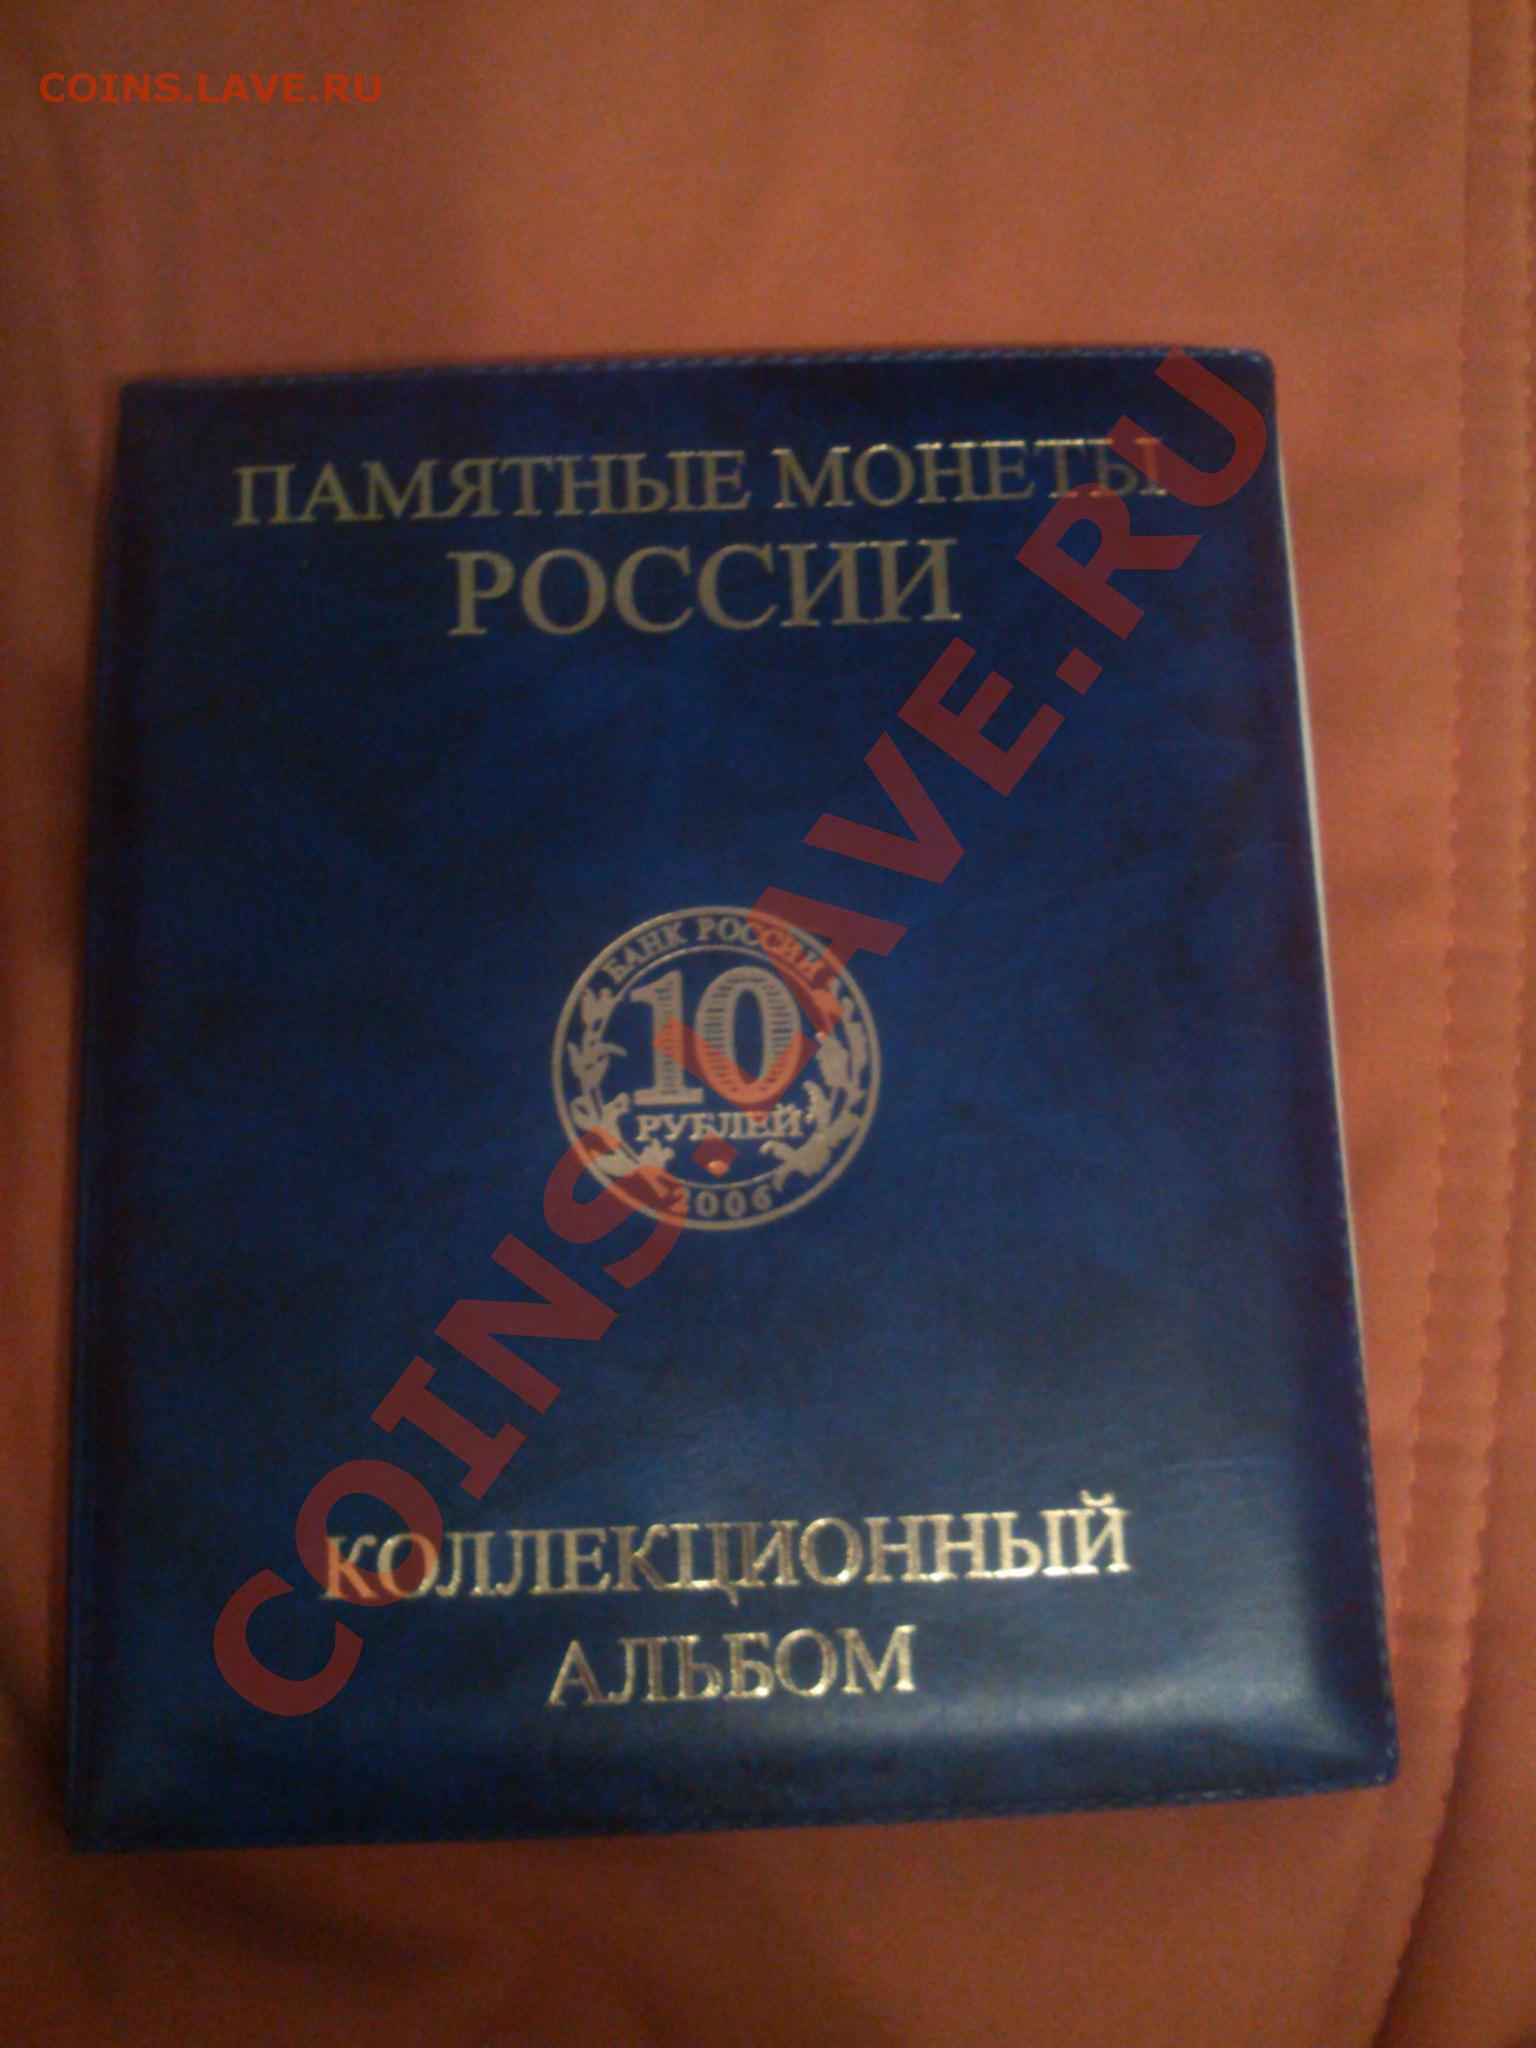 COINS.LAVE.RU
ПАМЯТНЫЕ МОНЕТЫ
РОССИИ
БАНК РОССИИ
10
РУБЛЕЙ
2006
COINS.LAVE.RU
КОЛЛЕКЦИОННЫЙ
АЛЬБОМ